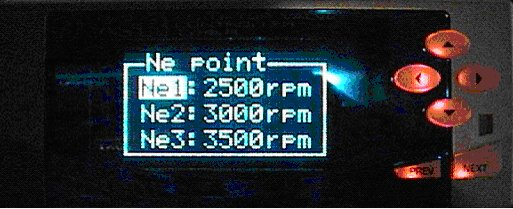 Ne point
Ne1: 2500rpm
Ne2: 3000rpm
Ne3: 3500rpm
PREV
NEXT